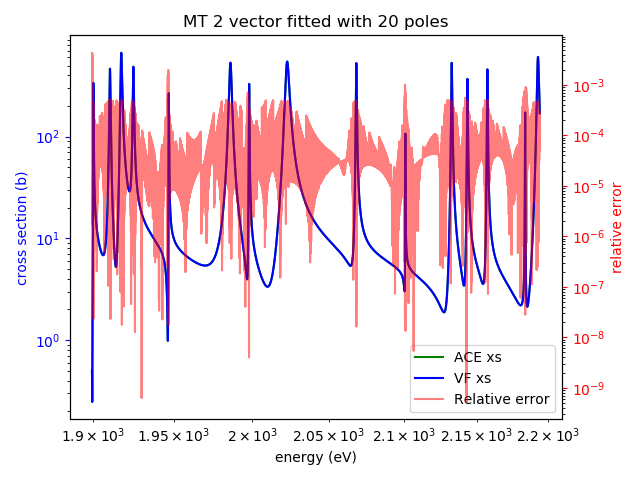 MT 2 vector fitted with 20 poles
10²
10¹
10⁰
cross section (b)
10⁻³
10⁻⁴
10⁻⁵
10⁻⁶
10⁻⁷
10⁻⁸
10⁻⁹
relative error
ACE xs
VF xs
Relative error
1.9 × 10³ 1.95 × 10³ 2 × 10³ 2.05 × 10³ 2.1 × 10³ 2.15 × 10³ 2.2 × 10³
energy (eV)